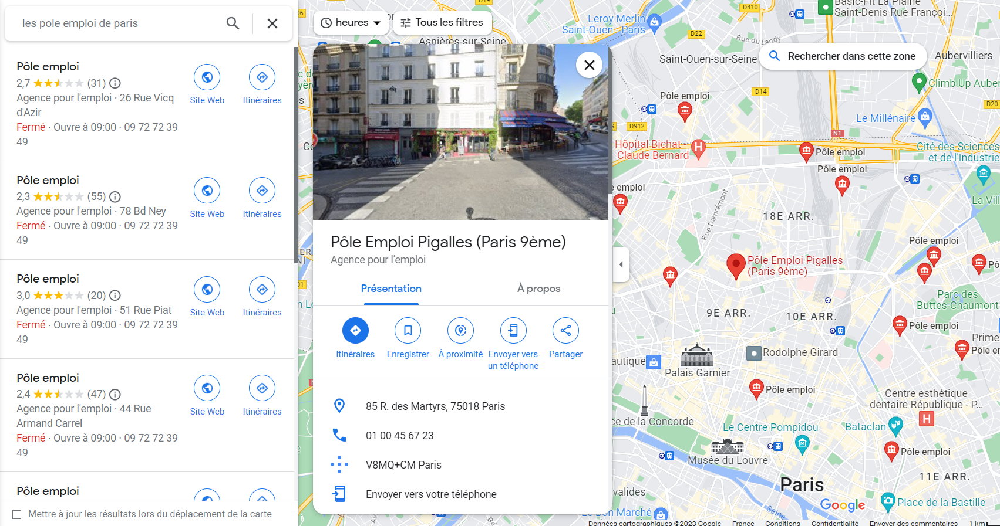 les pole emploi de paris
Pôle emploi
2,7 (31)
Agence pour l'emploi · 26 Rue Vicq
d'Azir
Fermé · Ouvre à 09:00 · 09 72 72 39
49
Site Web
Itinéraires
Pôle emploi
2,3 (55)
Agence pour l'emploi · 78 Bd Ney
Fermé · Ouvre à 09:00 · 09 72 72 39
49
Site Web
Itinéraires
Pôle emploi
3,0 (20)
Agence pour l'emploi · 51 Rue Piat
Fermé · Ouvre à 09:00 · 09 72 72 39
49
Site Web
Itinéraires
Pôle emploi
2,4 (47)
Agence pour l'emploi · 44 Rue
Armand Carrel
Fermé · Ouvre à 09:00 · 09 72 72 39
49
Site Web
Itinéraires
Pôle emploi
Mettre à jour les résultats lors du déplacement de la carte
heures
Tous les filtres
Asnières-sur-Seine
Pôle Emploi Pigalles (Paris 9ème)
Agence pour l'emploi
Présentation
À propos
Itinéraires
Enregistrer
À proximité
Envoyer vers
un téléphone
Partager
85 R. des Martyrs, 75018 Paris
01 00 45 67 23
V8MQ+CM Paris
Envoyer vers votre téléphone
D19
D410
Basic-Fit La Plaine
Saint-Denis Rue Françoi...
Leroy Merlin
Saint-Ouen - Paris
D22
Rue du Landy
Rechercher dans cette zone
Saint-Ouen-sur-Seine
Aubervilliers
Climb Up Auber
Pôle emploi
D14
D20
D912
Le Millénaire
N1
Hôpital Bichat -
Claude Bernard
Pôle emploi
Cité des Sciences
et de l'Industrie
Pôle emploi
e emploi
La Vill
Rue Damrémont
18E ARR.
Pôle emploi
Pôle Emploi Pigalles
(Paris 9ème)
Pô
Parc des
Buttes-Chaumont
9E ARR.
10E ARR.
Pôle emploi
Prime
Pôle er
Rodolphe Girard
autique
Palais Garnier
Pôle emploi
Centre esthétique
dentaire République - P...
ce de la Concorde
Le Centre Pompidou
Bataclan
Pôle emploi
Musée du Louvre
11E ARR.
Paris
valides
Google
Place de la Bastille
Le Bon Marché
Seine
Données cartographiques ©2023 Google
France
Conditions
Confidentialité
Envoyer des commentaires
1 km